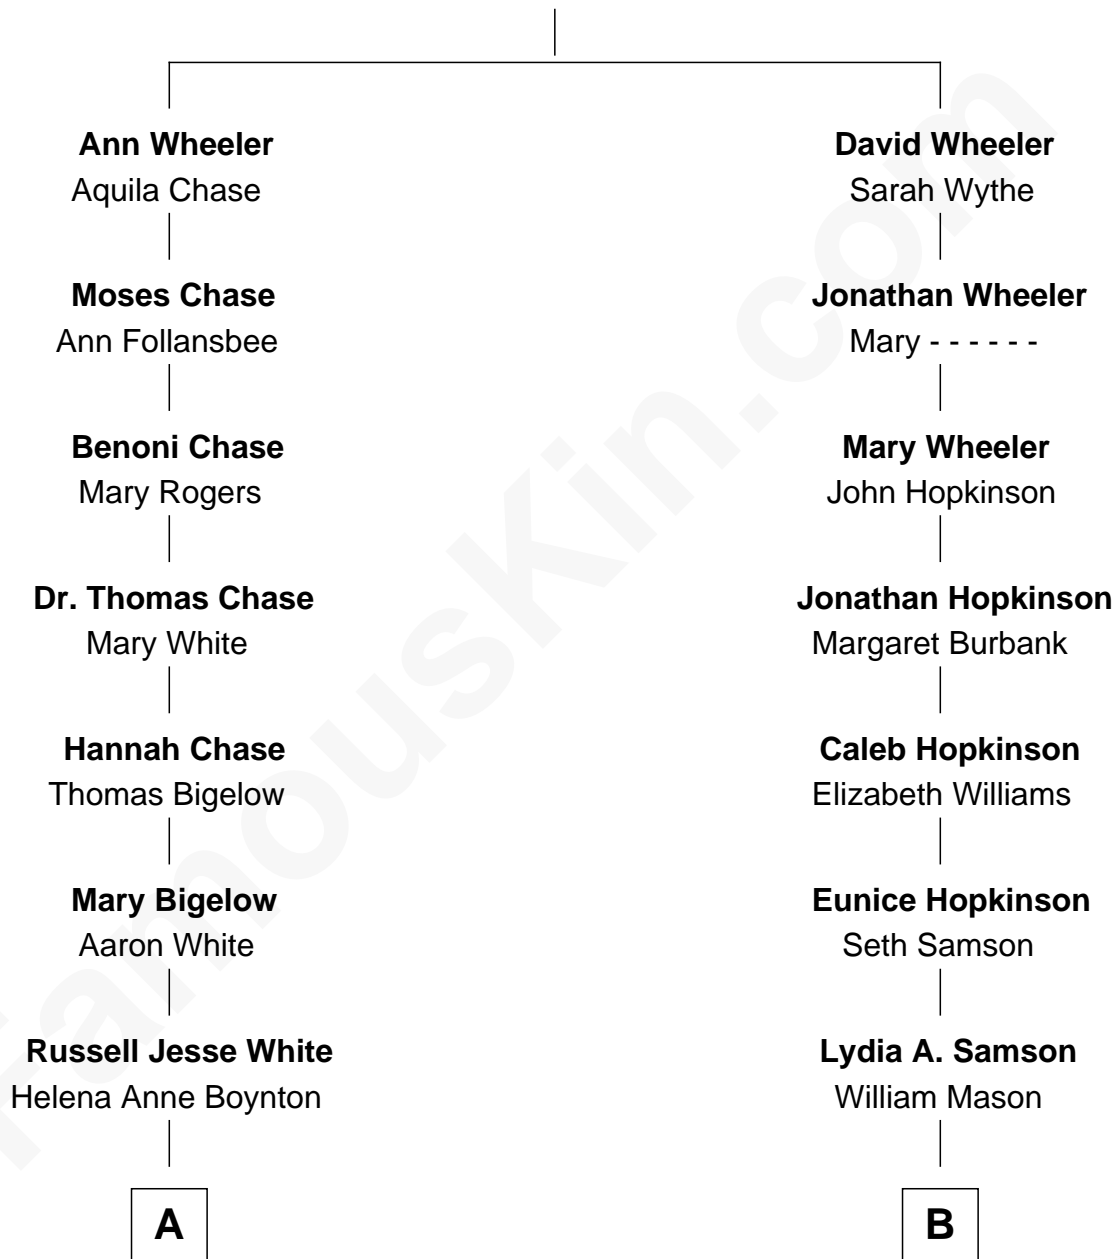 Ann Wheeler
Aquila Chase
Moses Chase
Ann Follansbee
Benoni Chase
Mary Rogers
Dr. Thomas Chase
Mary White
Hannah Chase
Thomas Bigelow
Mary Bigelow
Aaron White
Russell Jesse White
Helena Anne Boynton
A
David Wheeler
Sarah Wythe
Jonathan Wheeler
Mary - - - - - -
Mary Wheeler
John Hopkinson
Jonathan Hopkinson
Margaret Burbank
Caleb Hopkinson
Elizabeth Williams
Eunice Hopkinson
Seth Samson
Lydia A. Samson
William Mason
B
FamousKin.com